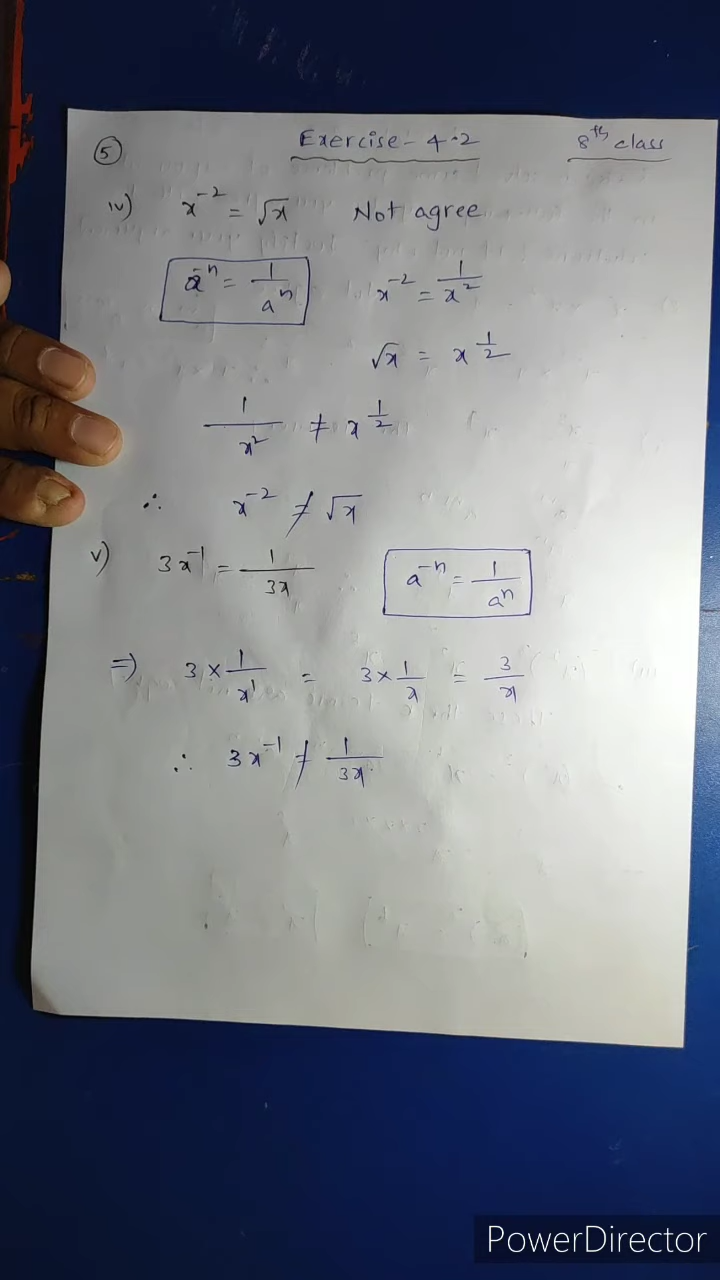 Exercise - 4.2 8th class
5
iv) x⁻² = √x Not agree
a⁻ⁿ = 1/aⁿ x⁻² = 1/x²
√x = x^(1/2)
1/x² ≠ x^(1/2)
∴ x⁻² ≠ √x
v) 3x⁻¹ = 1/3x a⁻ⁿ = 1/aⁿ
=) 3 × 1/x¹ = 3 × 1/x = 3/x
∴ 3x⁻¹ ≠ 1/3x
PowerDirector